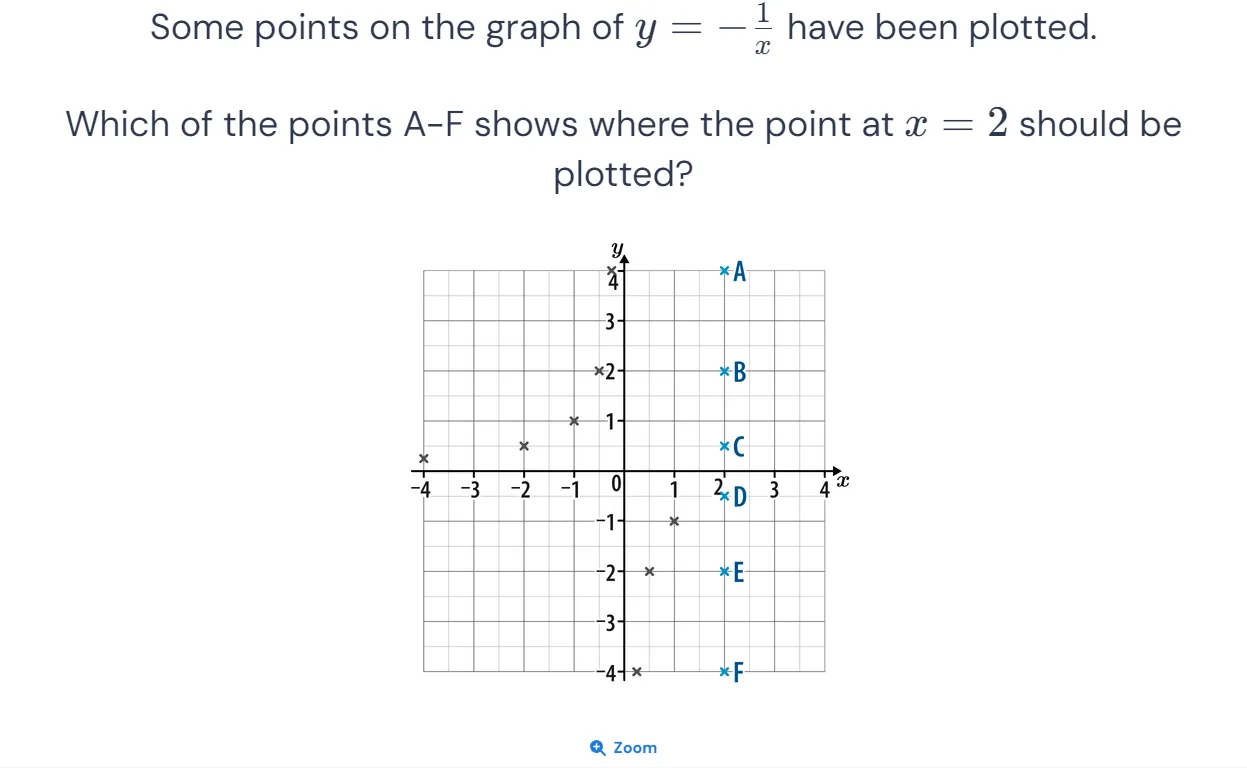 Some points on the graph of y = −1/x have been plotted.
Which of the points A–F shows where the point at x = 2 should be
plotted?
y
4
A
3
2
B
1
C
−4 −3 −2 −1 0 1 2 3 4 x
D
−1
−2
E
−3
−4
F
Zoom